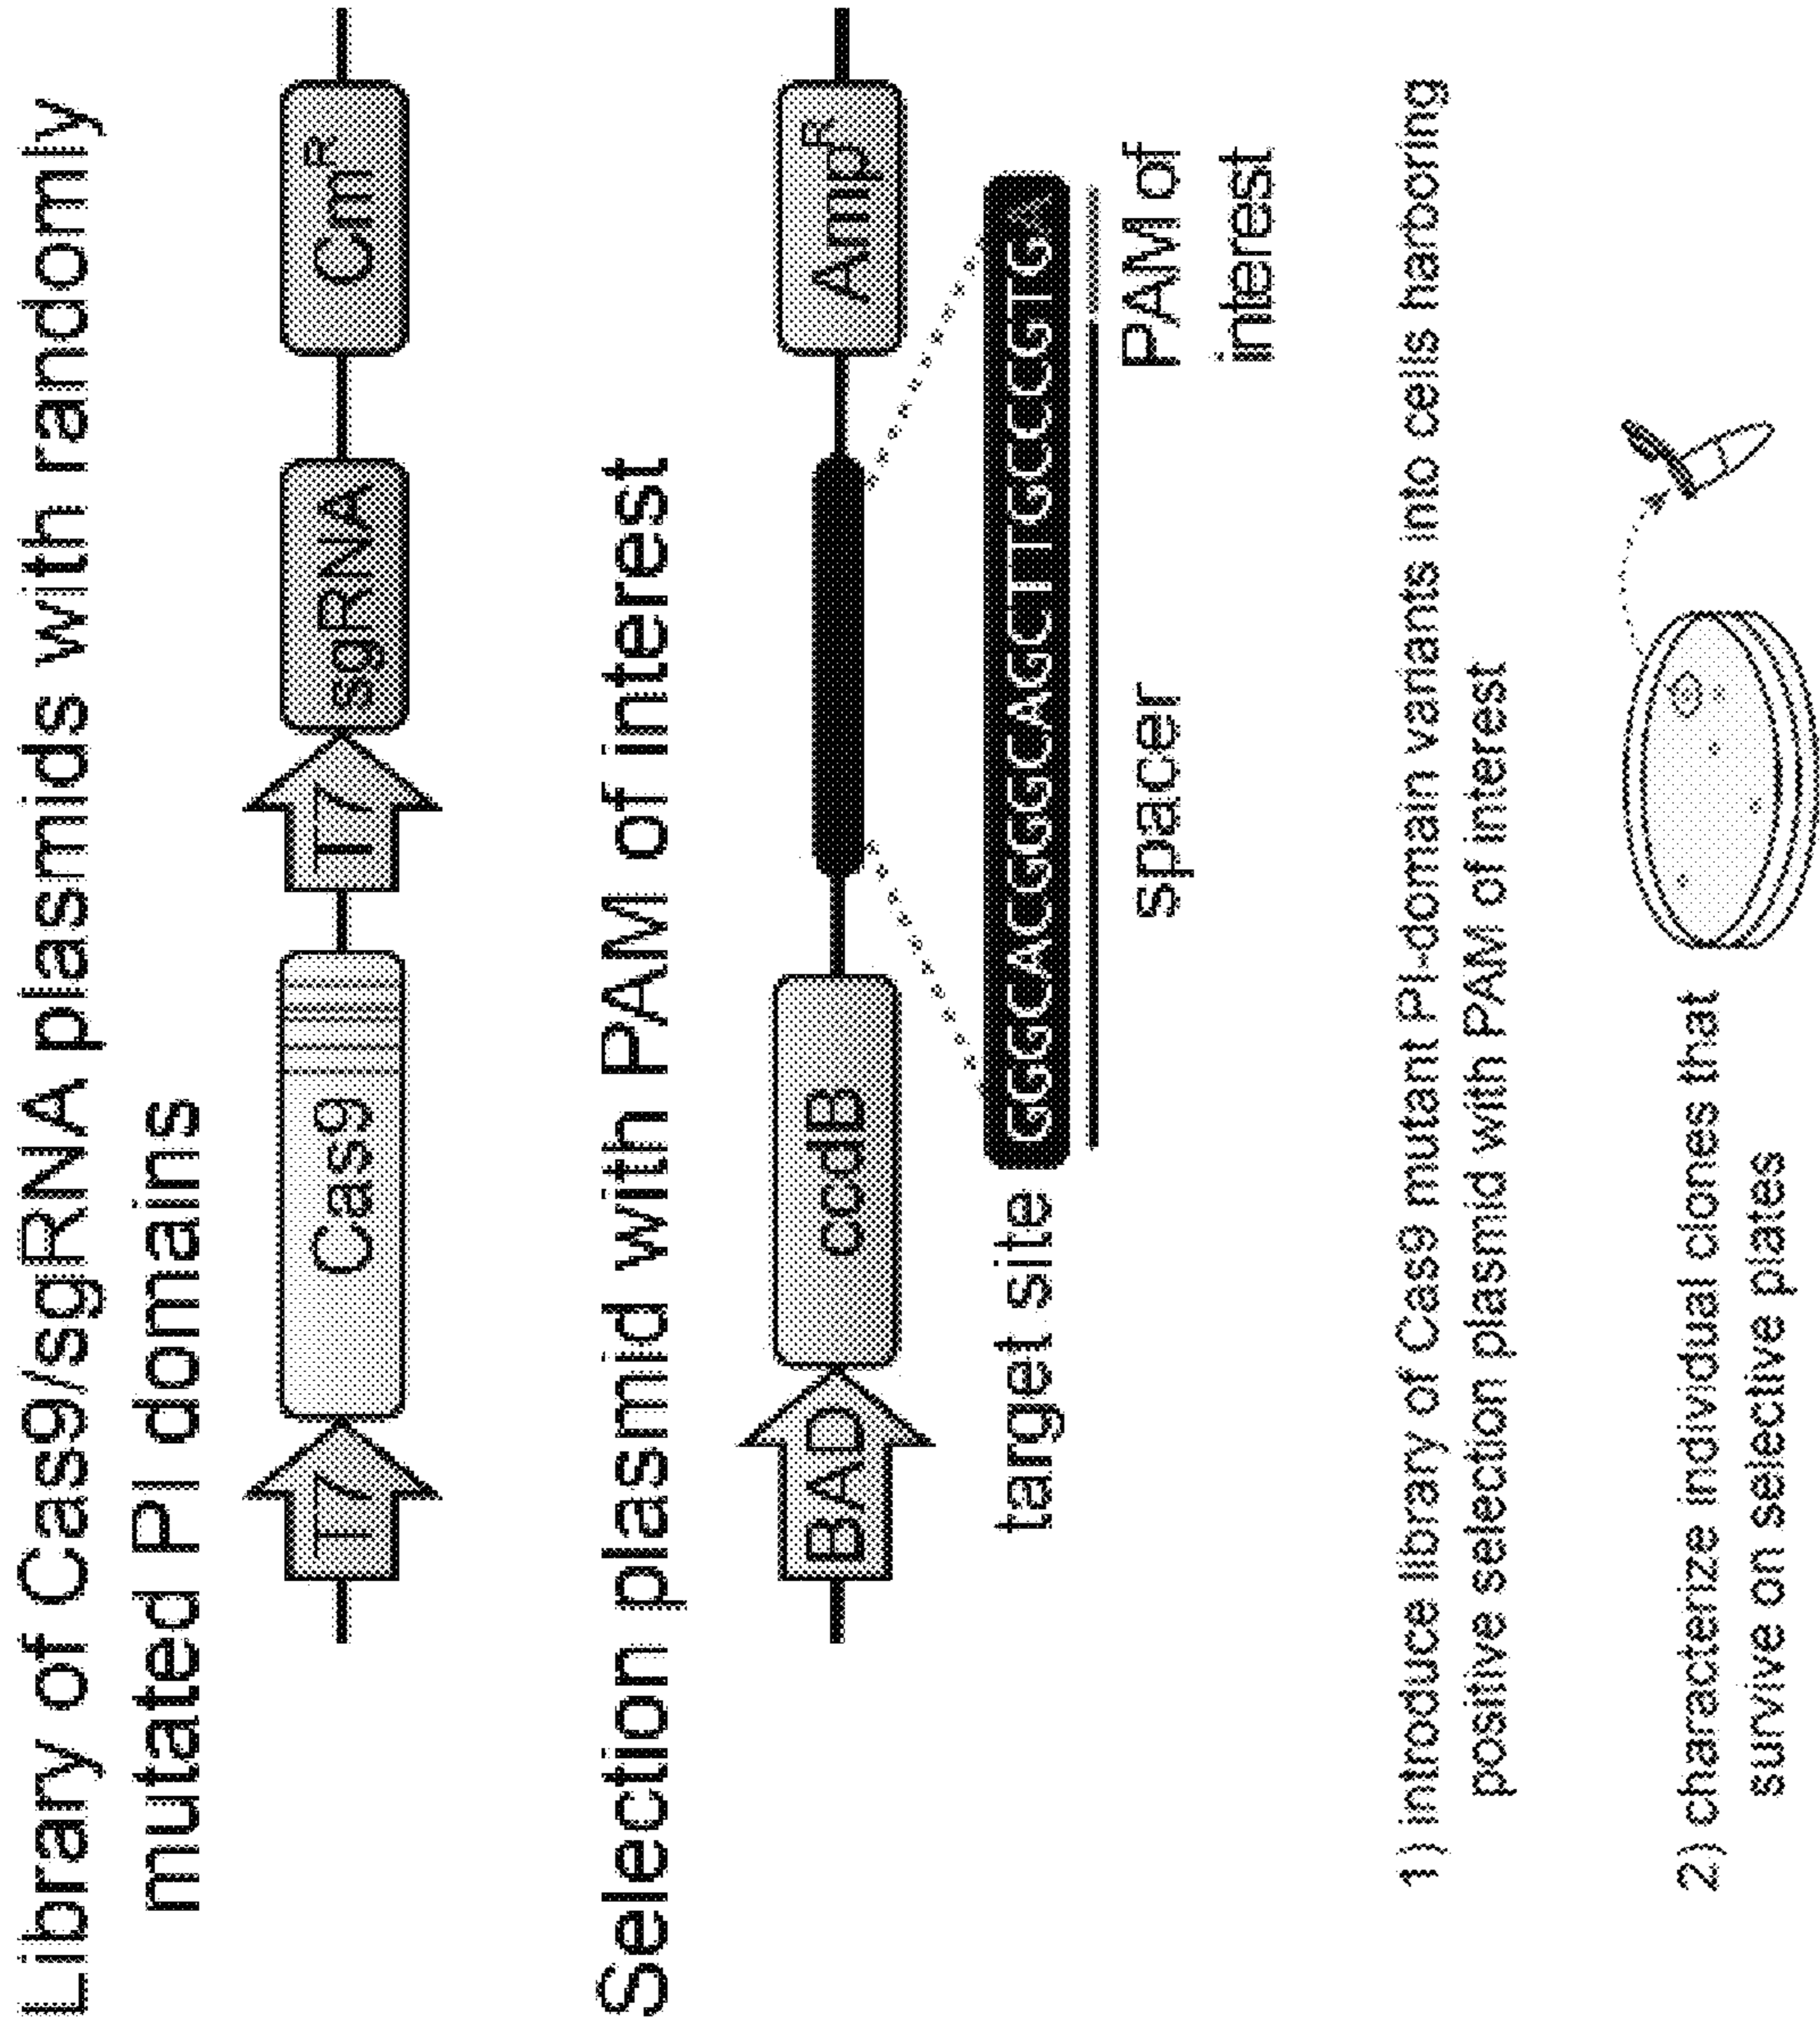 Library of Cas9/sgRNA plasmids with randomly
mutated PI domains
T7 Cas9 T7 sgRNA CmR
Selection plasmid with PAM of interest
BAD ccdB AmpR
target site GGGCACGGGCAGCTTGCCGGTGA
spacer PAM of
interest
1) introduce library of Cas9 mutant PI-domain variants into cells harboring
positive selection plasmid with PAM of interest
2) characterize individual clones that
survive on selective plates